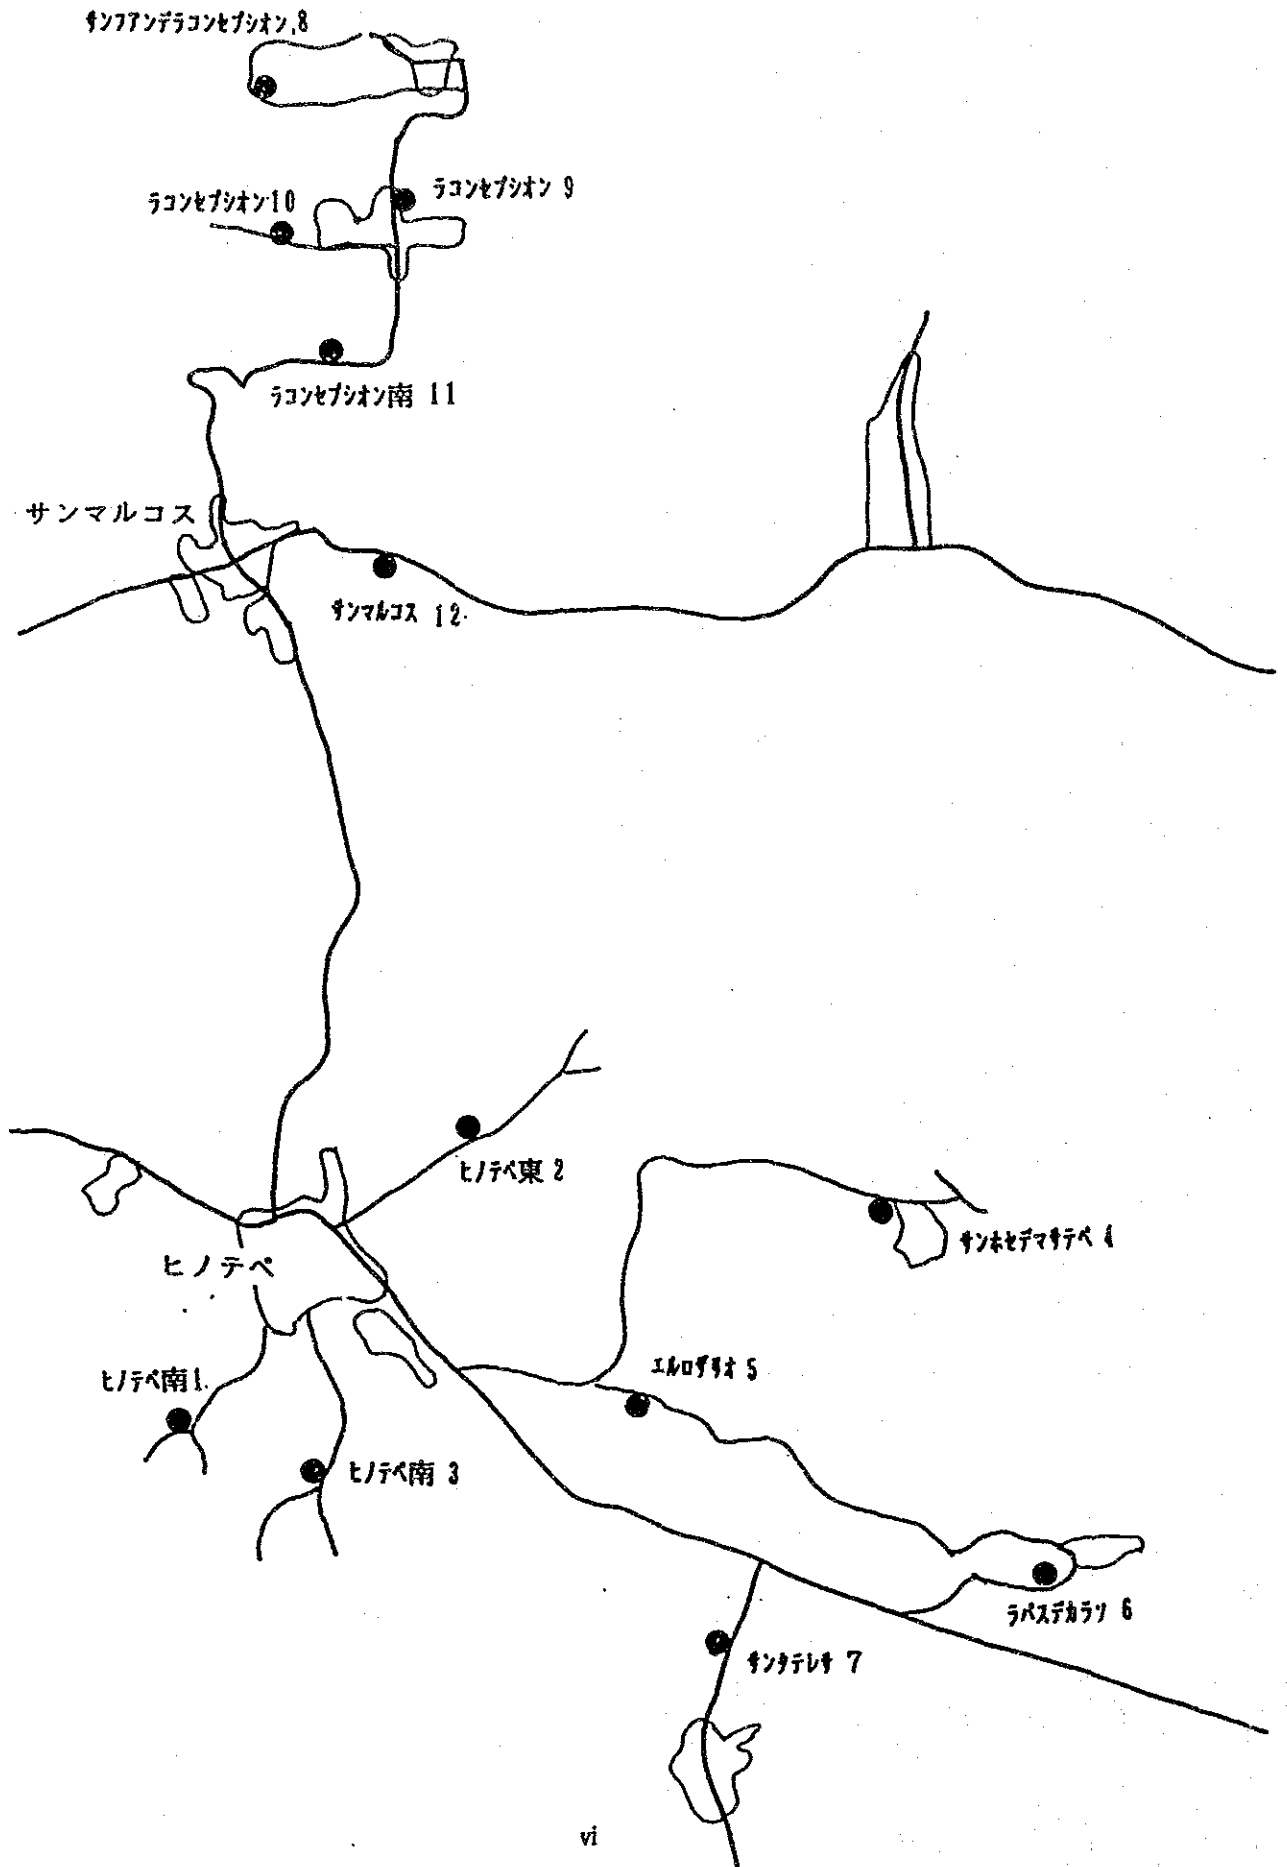 サンフアンデラコンセプシオン 8
ラコンセプシオン 9
ラコンセプシオン 10
ラコンセプシオン南 11
サンマルコス
サンマルコス 12
ヒノテペ東 2
サンホセデマサテペ 4
ヒノテペ
エルロザリオ 5
ヒノテペ南 1
ヒノテペ南 3
ラパスデカラソ 6
サンタテレサ 7
vi